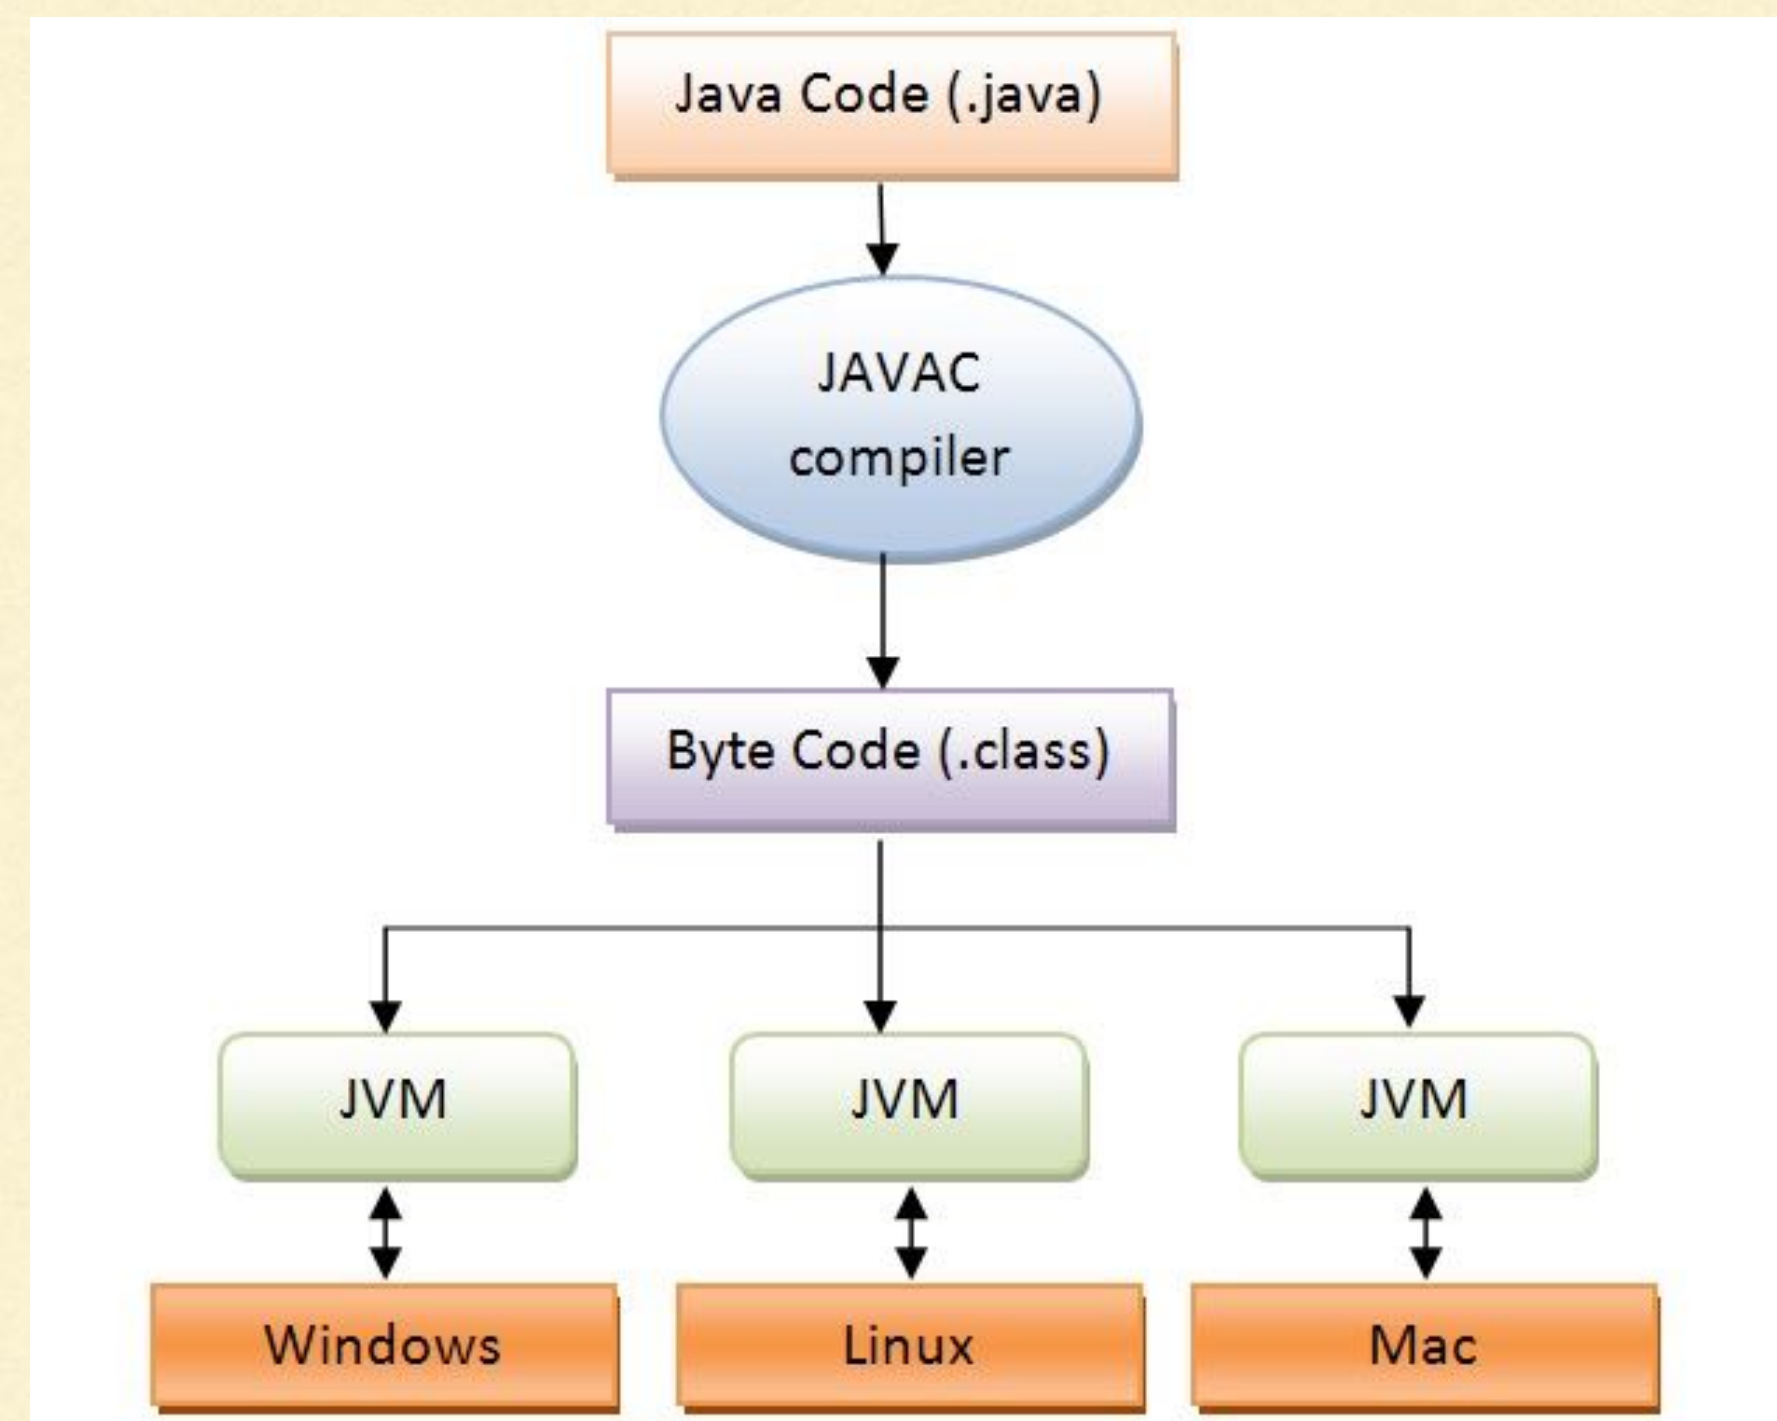 Java Code (.java)
JAVAC
compiler
Byte Code (.class)
JVM
JVM
JVM
Windows
Linux
Mac